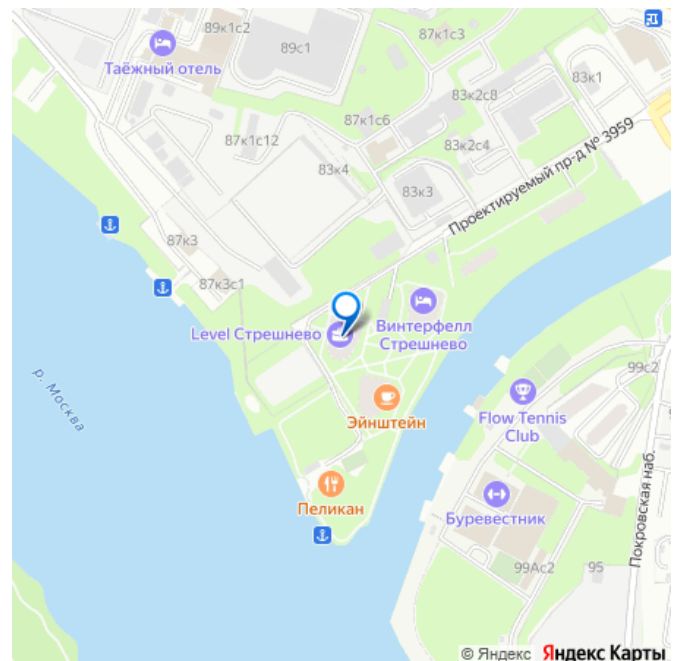 89к1с2
87к1с3
89с1
Таёжный отель
83к1
83к2с8
87к1с6
87к1с12
83к2с4
Проектируемый пр-д № 3959
83к4
83к3
87к3
87к3с1
Level Стрешнево
Винтерфелл
Стрешнево
99с2
р. Москва
Эйнштейн
Flow Tennis
Club
Пеликан
Буревестник
Покровская наб.
99Ас2
95
© Яндекс Яндекс Карты